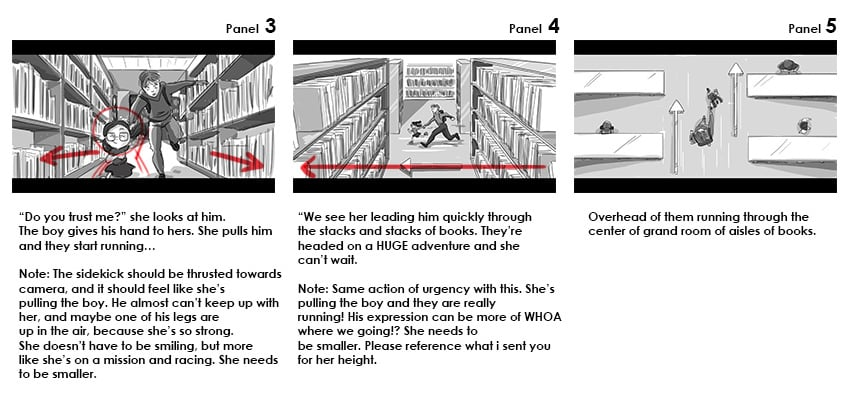 Panel 3
“Do you trust me?” she looks at him.
The boy gives his hand to hers. She pulls him
and they start running...
Note: The sidekick should be thrusted towards
camera, and it should feel like she’s
pulling the boy. He almost can’t keep up with
her, and maybe one of his legs are
up in the air, because she’s so strong.
She doesn’t have to be smiling, but more
like she’s on a mission and racing. She needs
to be smaller.
Panel 4
“We see her leading him quickly through
the stacks and stacks of books. They’re
headed on a HUGE adventure and she
can’t wait.
Note: Same action of urgency with this. She’s
pulling the boy and they are really
running! His expression can be more of WHOA
where we going!? She needs to
be smaller. Please reference what i sent you
for her height.
Panel 5
Overhead of them running through the
center of grand room of aisles of books.